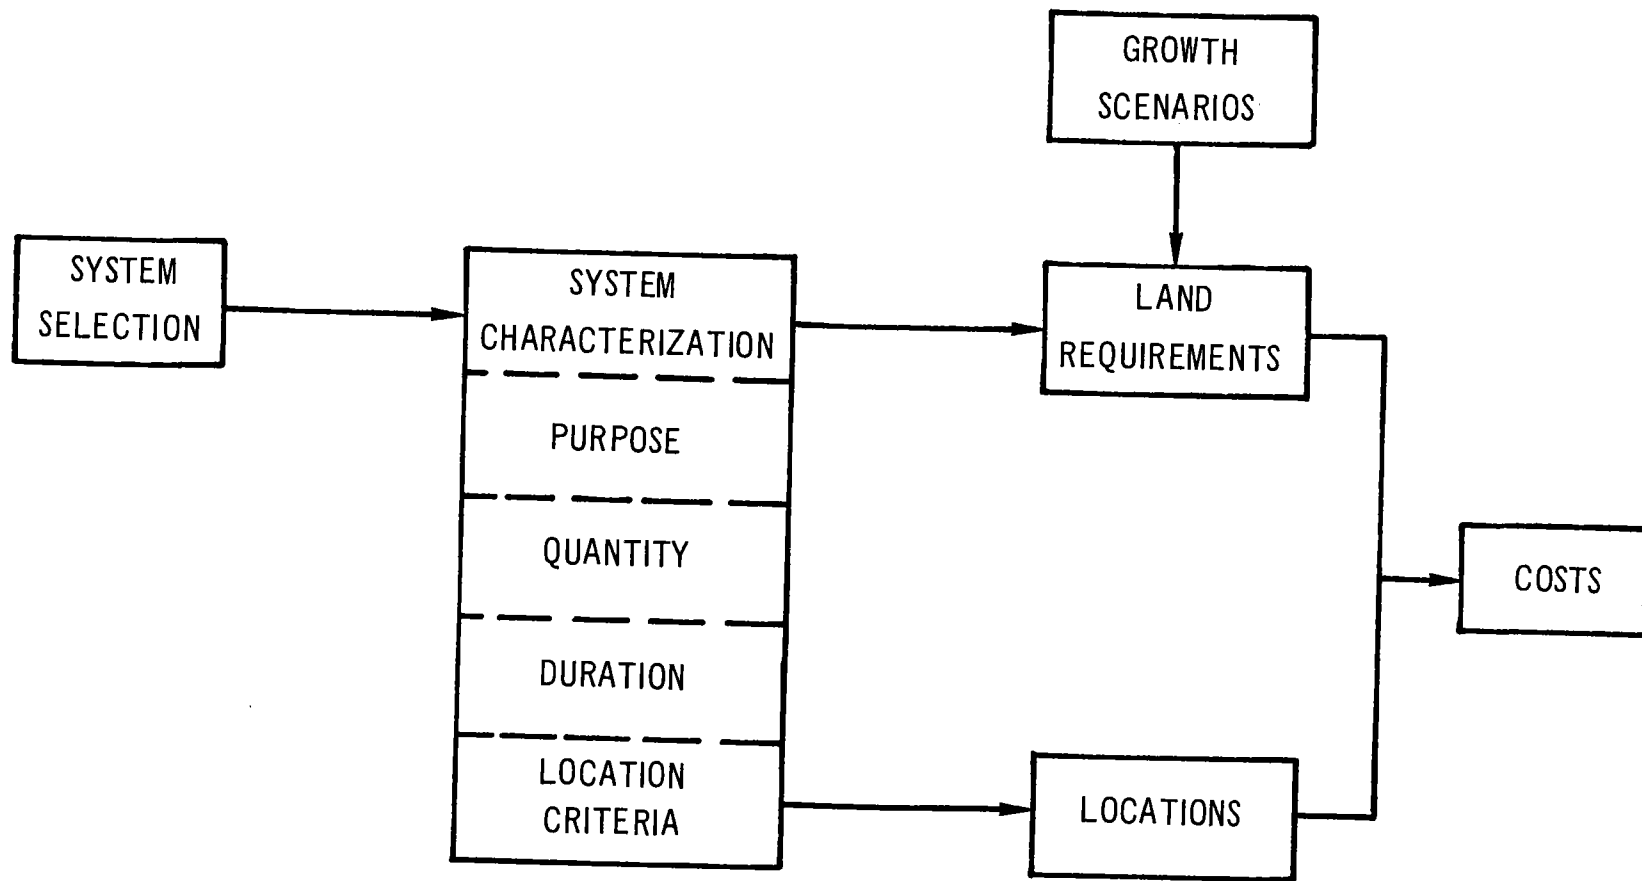 GROWTH
SCENARIOS
SYSTEM
SELECTION
SYSTEM
CHARACTERIZATION
PURPOSE
QUANTITY
DURATION
LOCATION
CRITERIA
LAND
REQUIREMENTS
LOCATIONS
COSTS